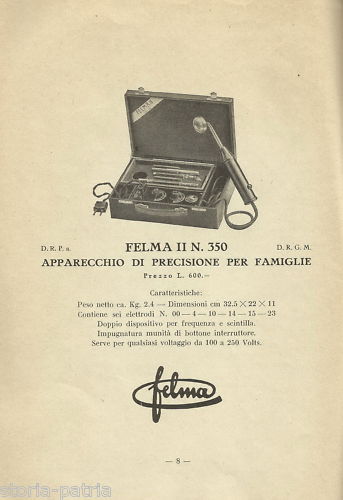 FELMA
D. R. P. a.
FELMA II N. 350
D. R. G. M.
APPARECCHIO DI PRECISIONE PER FAMIGLIE
Prezzo L. 600.—
Caratteristiche:
Peso netto ca. Kg. 2.4 — Dimensioni cm 32.5 × 22 × 11
Contiene sei elettrodi N. 00—4—10—14—15—23
Doppio dispositivo per frequenza e scintilla.
Impugnatura munità di bottone interruttore.
Serve per qualsiasi voltaggio da 100 a 250 Volts.
felma
— 8 —
storia-patria